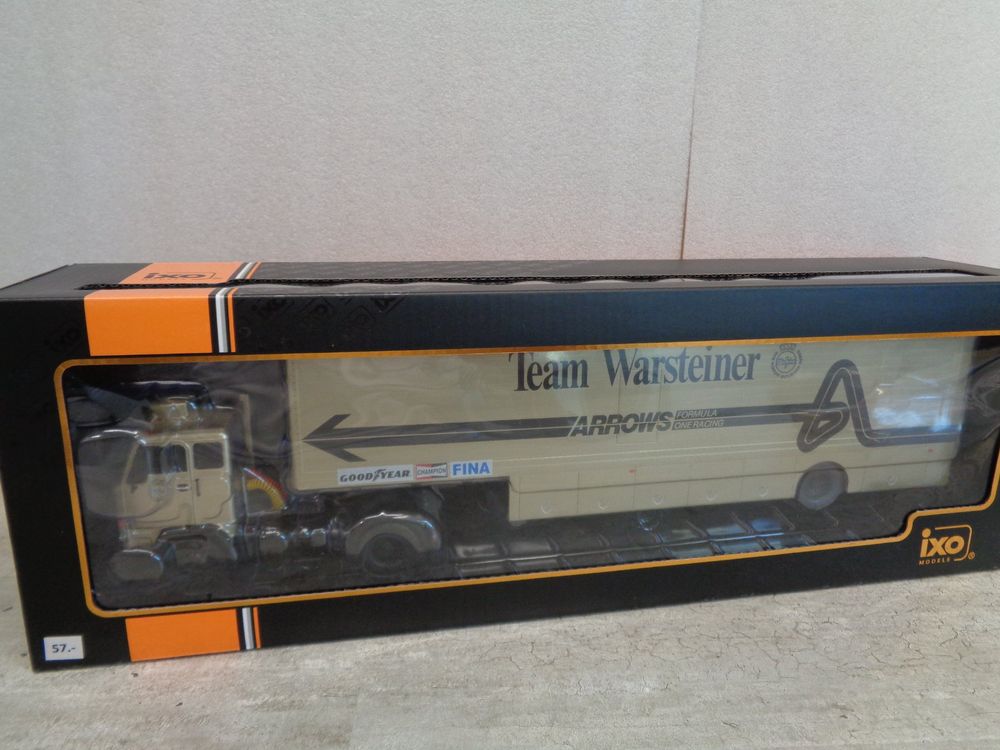 ixo
Team Warsteiner
ARROWS
FORMULA
ONE RACING
GOODYEAR
CHAMPION
FINA
ixo
MODELS
®
57.-